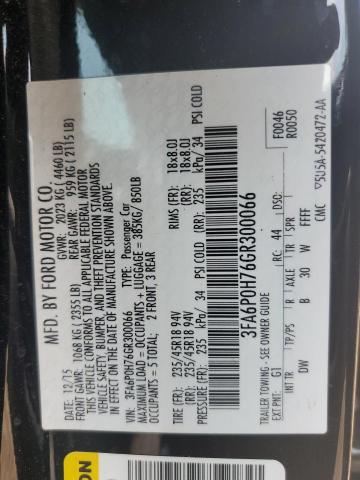 MFD. BY FORD MOTOR CO.
DATE: 12/15 GVWR: 2023 KG ( 4460 LB)
FRONT GAWR: 1068 KG ( 2355 LB) REAR GAWR: 959 KG ( 2115 LB)
THIS VEHICLE CONFORMS TO ALL APPLICABLE FEDERAL MOTOR
VEHICLE SAFETY, BUMPER, AND THEFT PREVENTION STANDARDS
IN EFFECT ON THE DATE OF MANUFACTURE SHOWN ABOVE.
VIN: 3FA6P0H76GR300066 TYPE: Passenger Car
MAXIMUM LOAD = OCCUPANTS + LUGGAGE = 385KG/ 850LB
OCCUPANTS = 5 TOTAL: 2 FRONT, 3 REAR
TIRE (FR): 235/45R18 94V RIMS (FR): 18x8.0J
235/45R18 94V (RR): 18x8.0J
PRESSURE (FR): 235 kPa/ 34 PSI COLD
(RR) 235 kPa/ 34 PSI COLD
3FA6P0H76GR300066
TRAILER TOWING - SEE OWNER GUIDE
EXT PNT: G1 RC: 44 DSO: F0046
R0050
INT TR TP/PS R AXLE TR SPR
DW B 30 W FFFF
CMC ▽5U5A-5420472-AA
ON